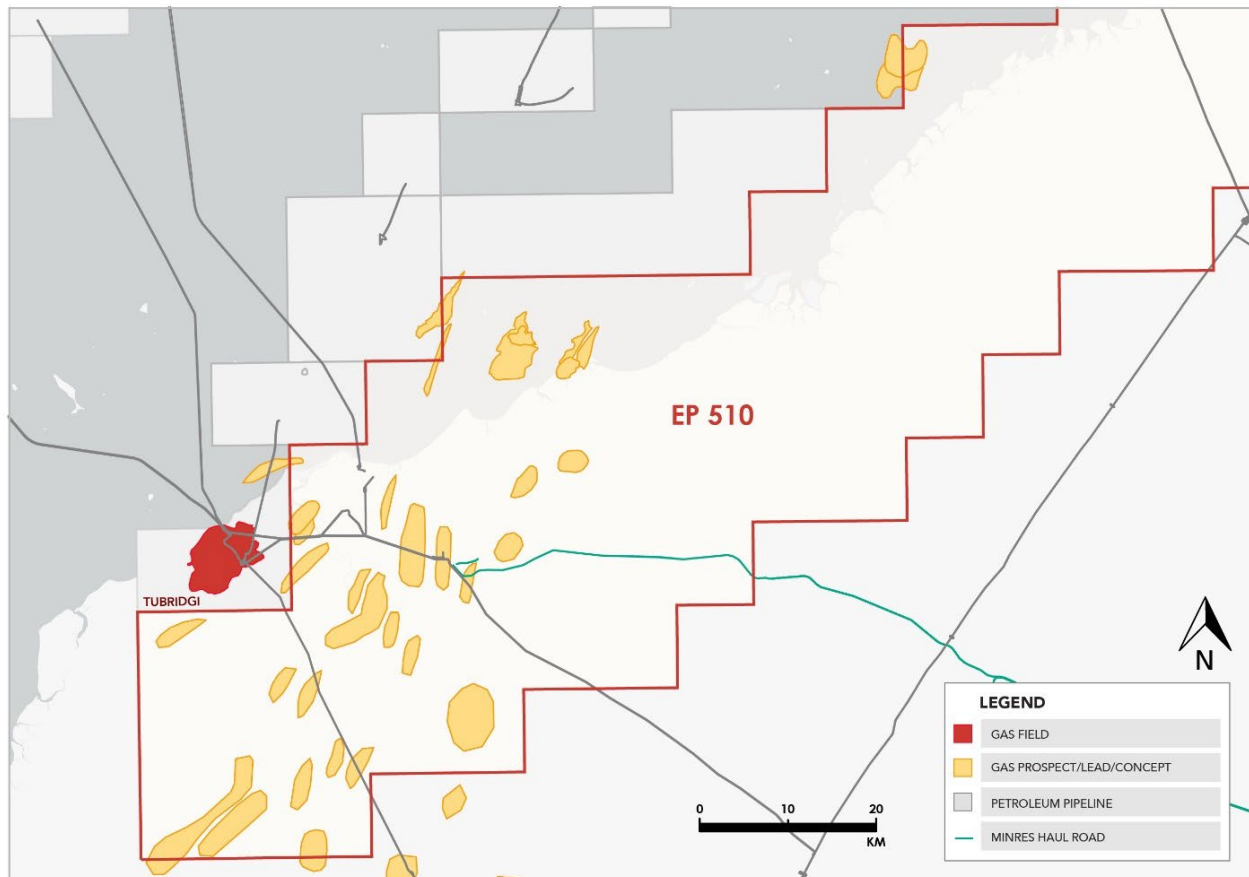 EP 510
TUBRIDGI
N
LEGEND
GAS FIELD
GAS PROSPECT/LEAD/CONCEPT
PETROLEUM PIPELINE
MINRES HAUL ROAD
0 10 20
KM